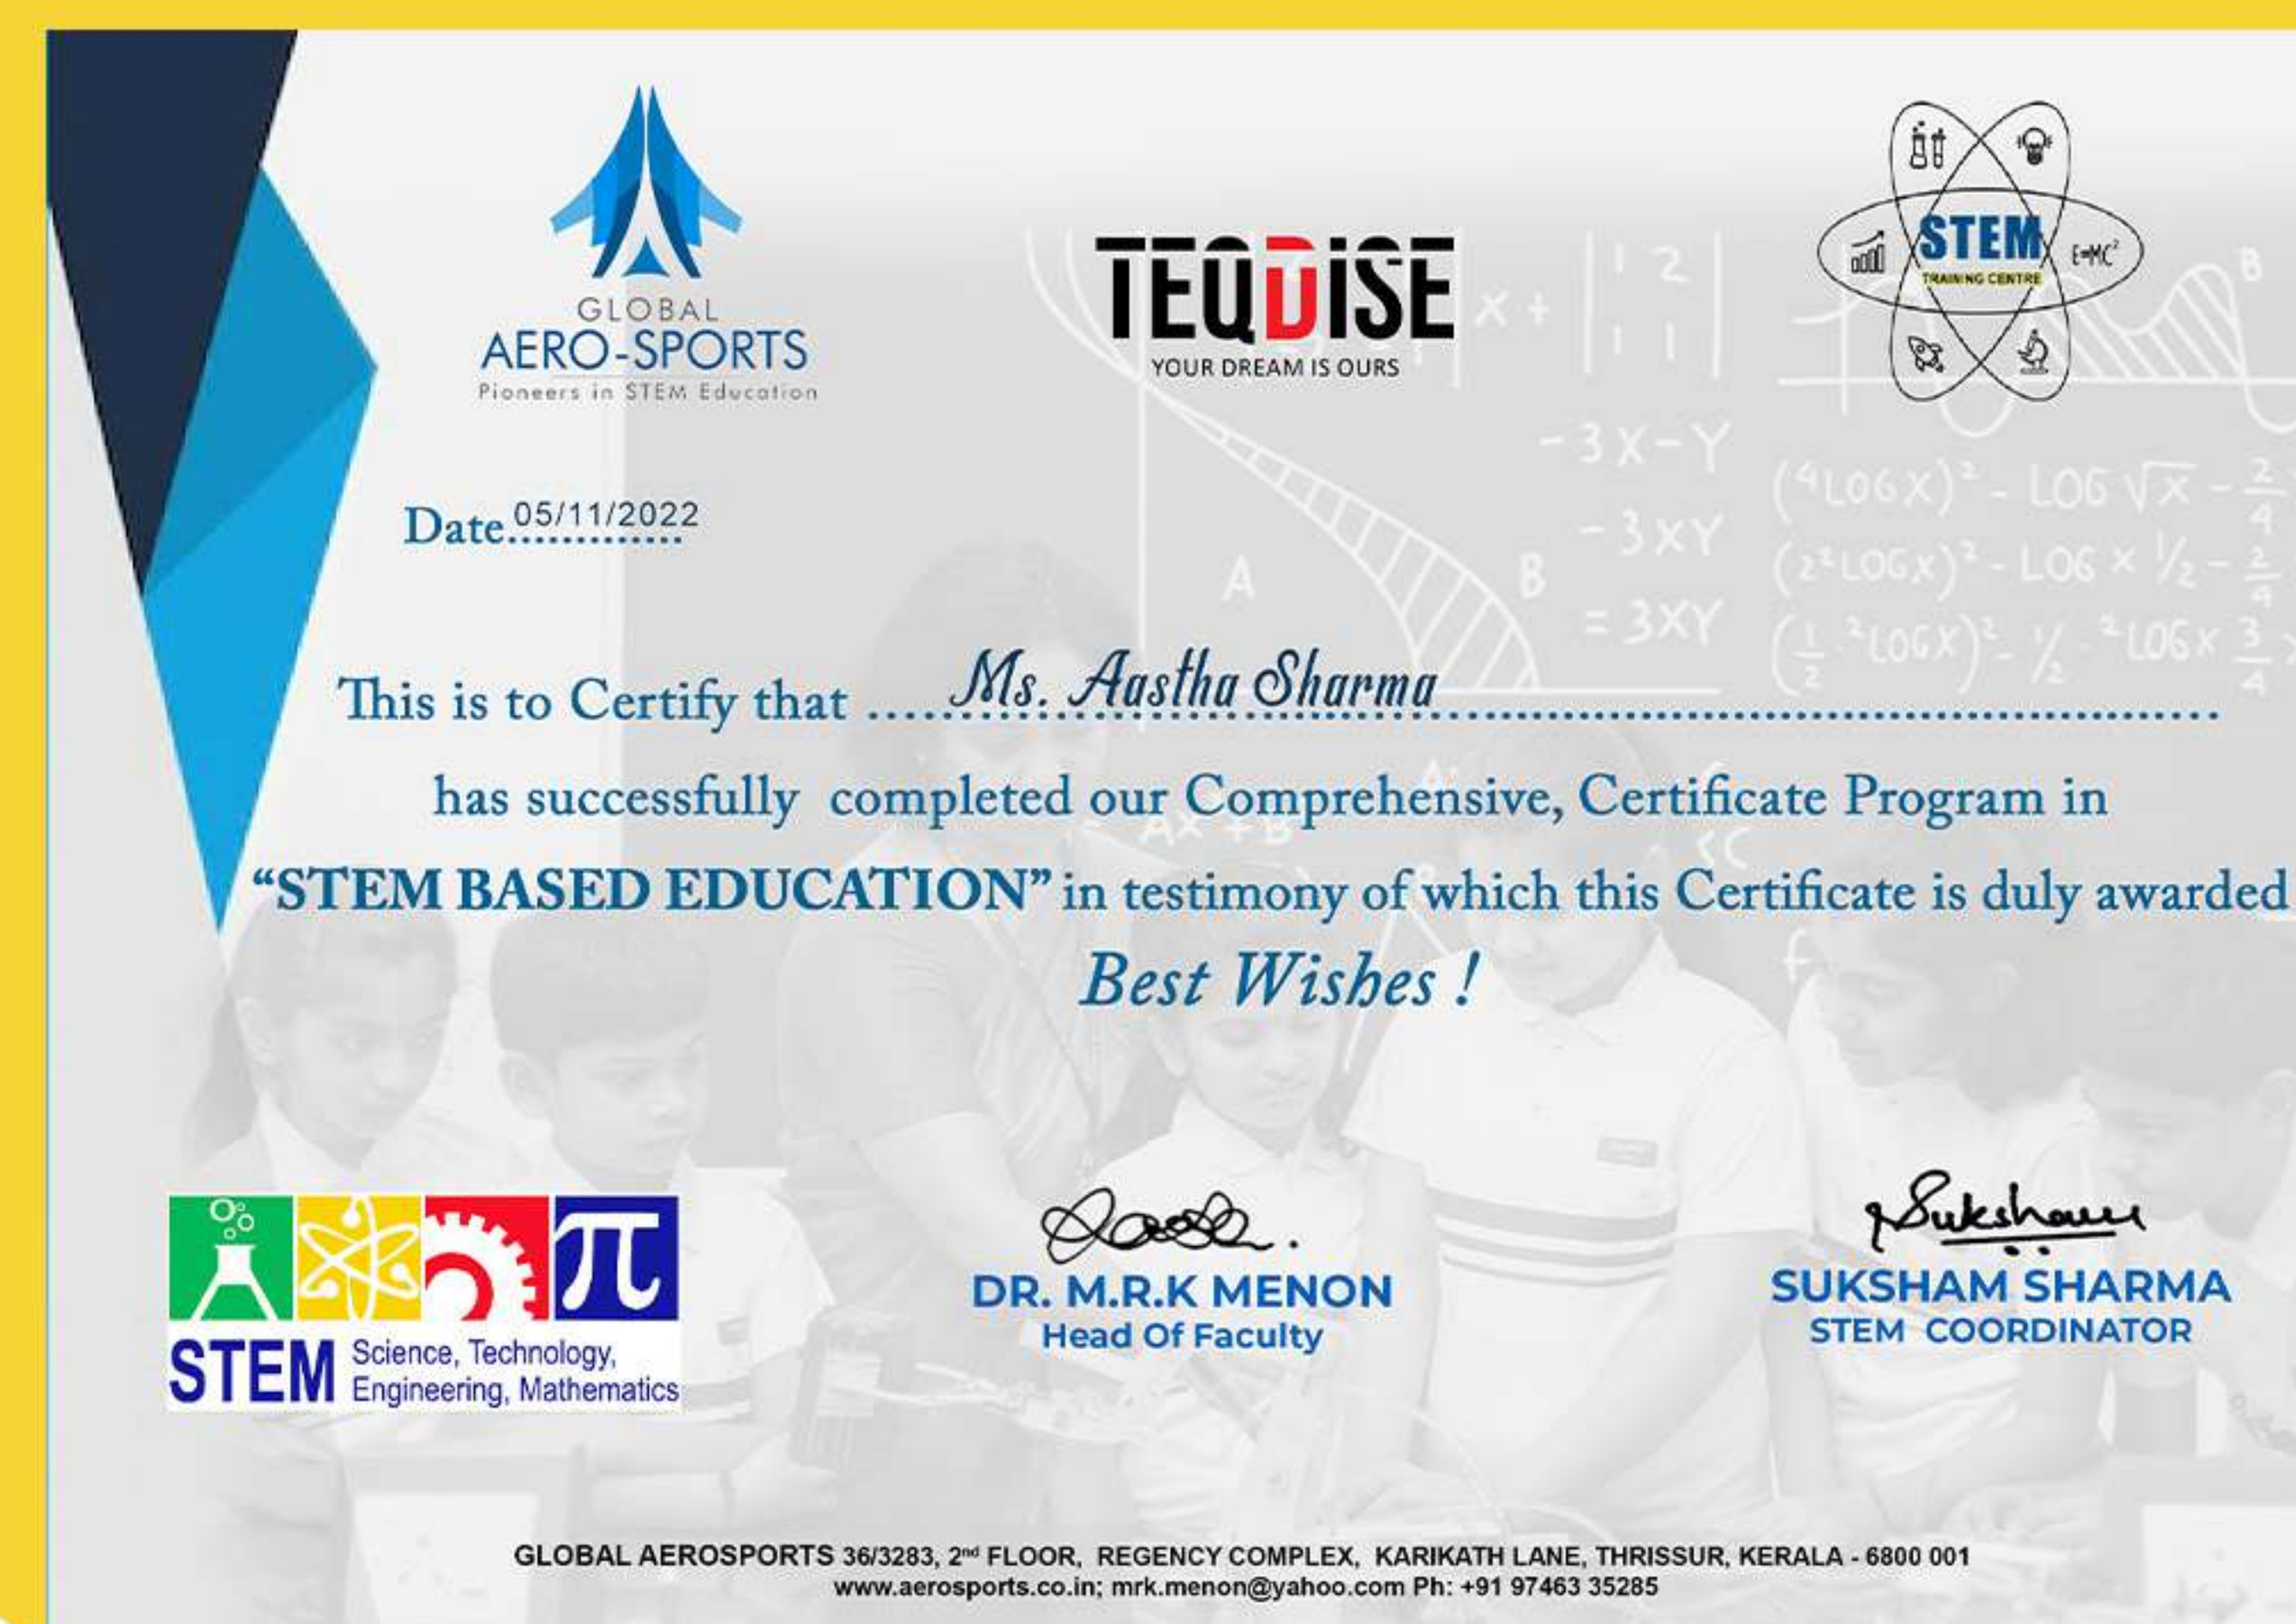 GLOBAL
AERO-SPORTS
Pioneers in STEM Education
TEQDISE
YOUR DREAM IS OURS
STEM
TRAINING CENTRE
E=MC²
Date.05/11/2022
This is to Certify that ....Ms. Aastha Sharma
has successfully completed our Comprehensive, Certificate Program in
“STEM BASED EDUCATION” in testimony of which this Certificate is duly awarded
Best Wishes !
STEM Science, Technology,
Engineering, Mathematics
DR. M.R.K MENON
Head Of Faculty
Suksham
SUKSHAM SHARMA
STEM COORDINATOR
GLOBAL AEROSPORTS 36/3283, 2nd FLOOR, REGENCY COMPLEX, KARIKATH LANE, THRISSUR, KERALA - 6800 001
www.aerosports.co.in; mrk.menon@yahoo.com Ph: +91 97463 35285
A
B
-3X-Y
-3XY
=3XY